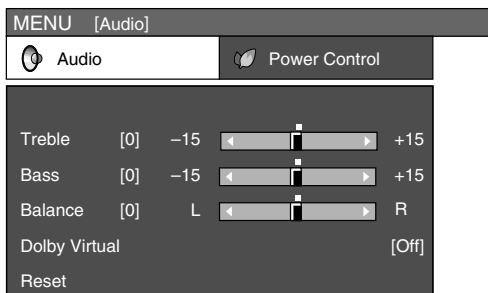 MENU [Audio]
Audio Power Control
Treble [0] –15 +15
Bass [0] –15 +15
Balance [0] L R
Dolby Virtual [Off]
Reset